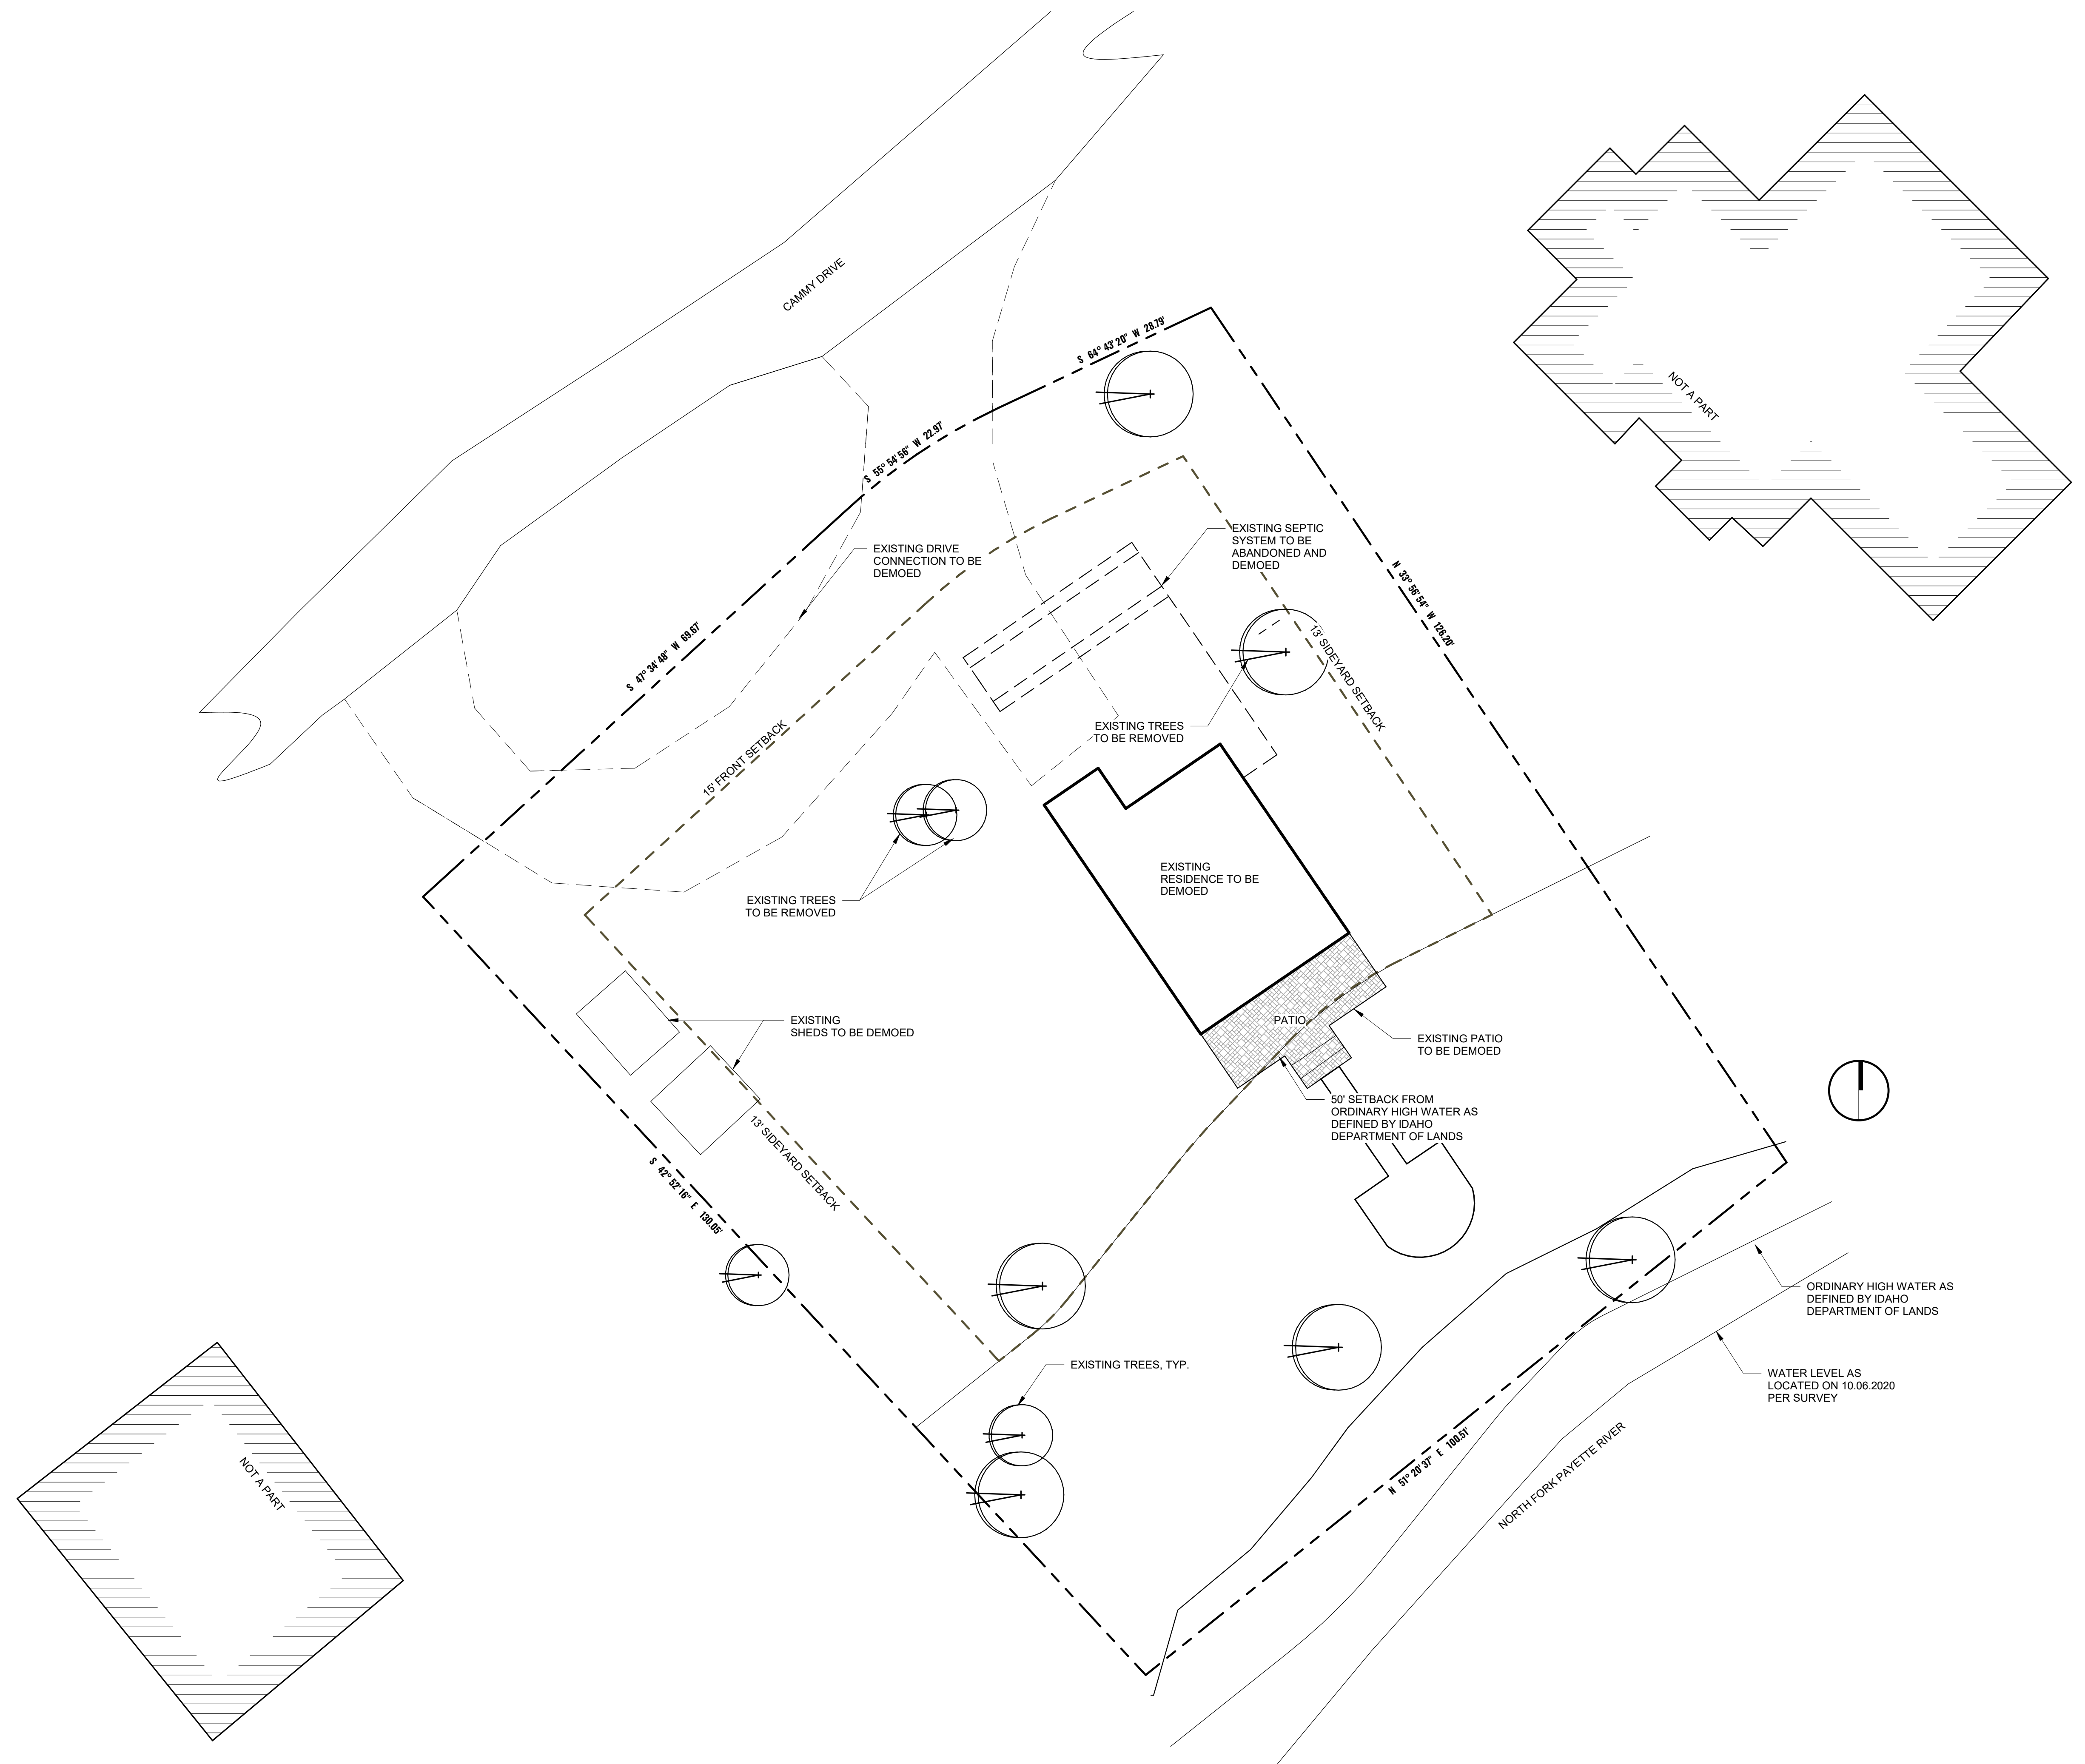 CAMMY DRIVE
S 64° 43' 20" W 28.79'
NOT A PART
S 55° 54' 56" W 22.97'
EXISTING SEPTIC
SYSTEM TO BE
ABANDONED AND
DEMOED
EXISTING DRIVE
CONNECTION TO BE
DEMOED
N 33° 56' 54" W 126.20'
S 47° 34' 48" W 69.67'
13' SIDEYARD SETBACK
EXISTING TREES
TO BE REMOVED
15' FRONT SETBACK
EXISTING
RESIDENCE TO BE
DEMOED
EXISTING TREES
TO BE REMOVED
EXISTING
SHEDS TO BE DEMOED
PATIO
EXISTING PATIO
TO BE DEMOED
50' SETBACK FROM
ORDINARY HIGH WATER AS
DEFINED BY IDAHO
DEPARTMENT OF LANDS
13' SIDEYARD SETBACK
S 42° 52' 16" E 130.05'
ORDINARY HIGH WATER AS
DEFINED BY IDAHO
DEPARTMENT OF LANDS
EXISTING TREES, TYP.
WATER LEVEL AS
LOCATED ON 10.06.2020
PER SURVEY
N 51° 20' 37" E 100.51'
NORTH FORK PAYETTE RIVER
NOT A PART